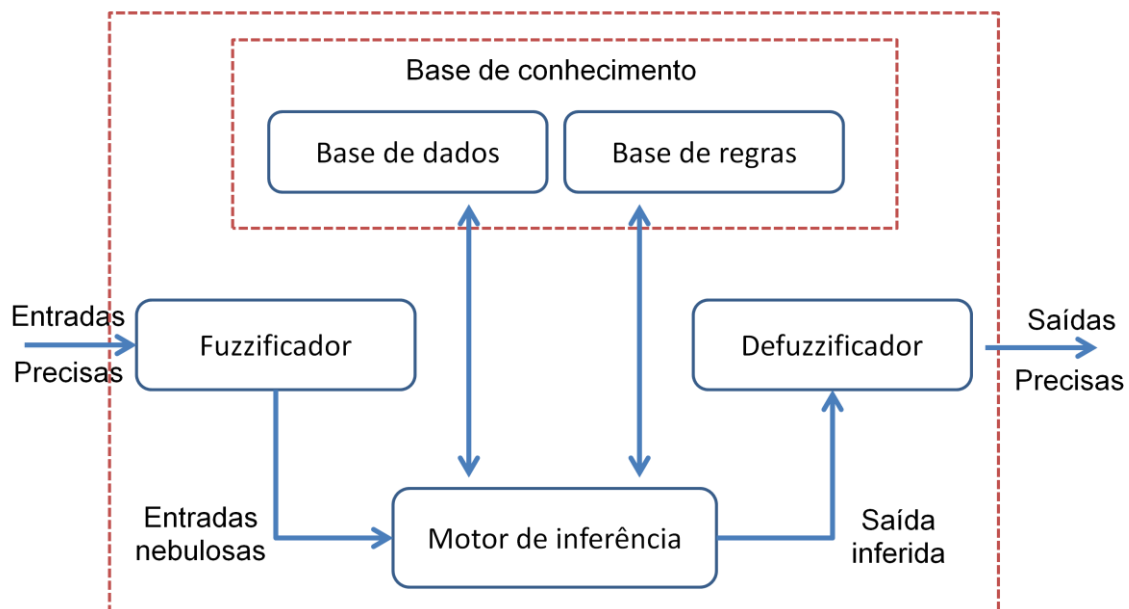 Base de conhecimento
Base de dados
Base de regras
Entradas
Precisas
Fuzzificador
Defuzzificador
Saídas
Precisas
Entradas
nebulosas
Motor de inferência
Saída
inferida